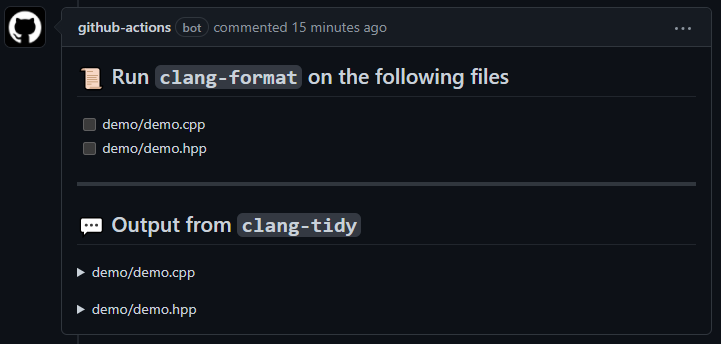 github-actions bot commented 15 minutes ago
Run clang-format on the following files
demo/demo.cpp
demo/demo.hpp
Output from clang-tidy
demo/demo.cpp
demo/demo.hpp